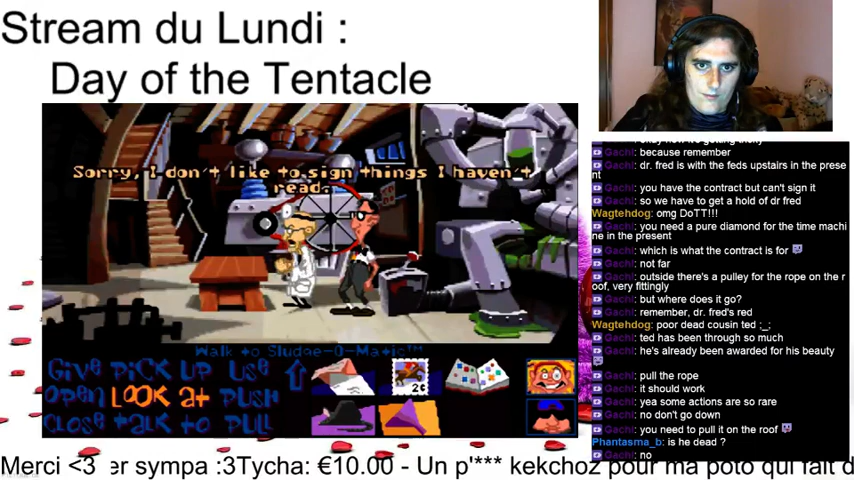 Stream du Lundi :
Day of the Tentacle
Sorry, I don't like to sign things I haven't
read.
Walk to Sludge-O-Matic™
Give Pick up Use
Open Look at Push
Close Talk to Pull
2¢
Gachi: because remember
Gachi: dr. fred is with the feds upstairs in the prese
nt
Gachi: you have the contract but can't sign it
Gachi: so we have to get a hold of dr fred
Wagtehdog: omg DoTT!!!
Gachi: you need a pure diamond for the time machi
ne in the present
Gachi: which is what the contract is for
Gachi: not far
Gachi: outside there's a pulley for the rope on the r
oof, very fittingly
Gachi: but where does it go?
Gachi: remember, dr. fred's red
Wagtehdog: poor dead cousin ted ;_;
Gachi: ted has been through so much
Gachi: he's already been awarded for his beauty
Gachi: pull the rope
Gachi: it should work
Gachi: yea some actions are so rare
Gachi: no don't go down
Gachi: you need to pull it on the roof
Phantasma_b: is he dead ?
Gachi: no
Merci <3 er sympa :3Tycha: €10.00 - Un p'*** kekchoz pour ma poto qui fait d